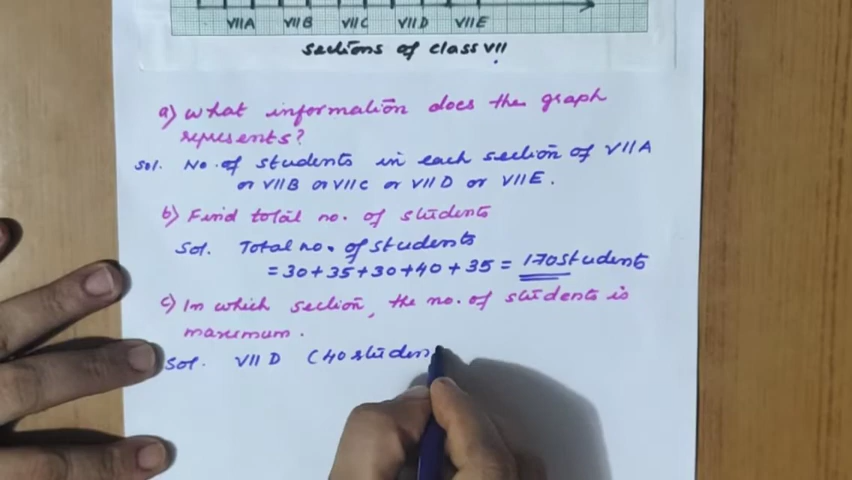 VIIA VIIB VIIC VIID VIIE
sections of class VII
a) What information does the graph
represents?
Sol. No. of students in each section of VIIA
or VIIB or VIIC or VIID or VIIE.
b) Find total no. of students
Sol. Total no. of students
= 30+35+30+40+35 = 170 students
c) In which section, the no. of students is
maximum.
Sol. VII D (40 studen